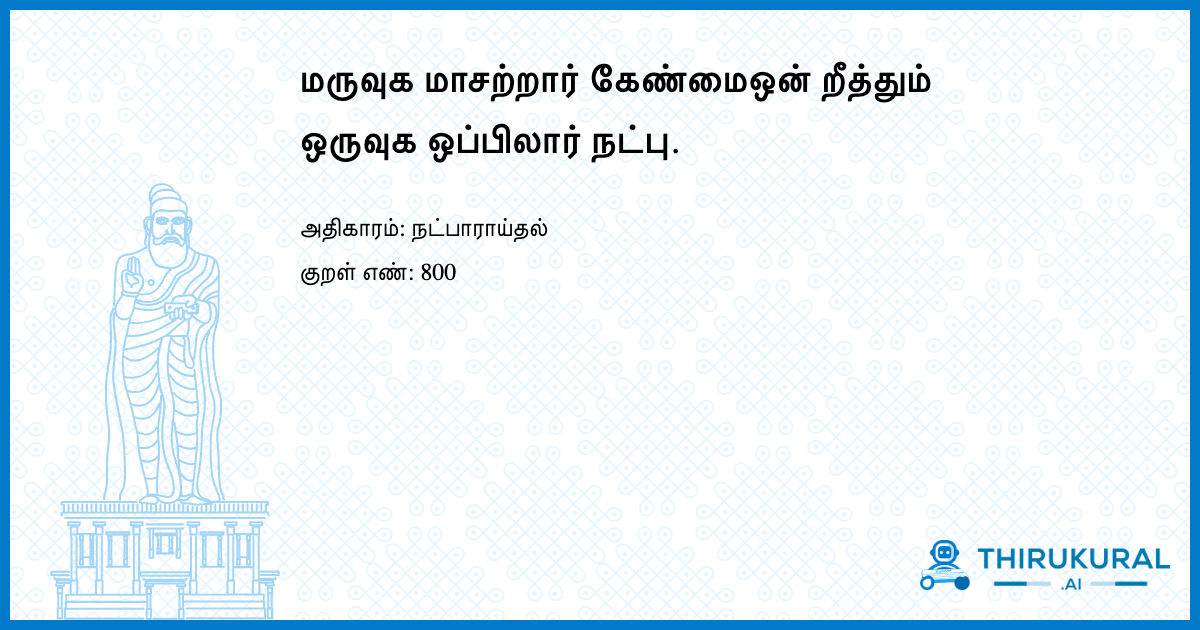 மருவுக மாசற்றார் கேண்மைஒன் றீத்தும்
ஒருவுக ஒப்பிலார் நட்பு.
அதிகாரம்: நட்பாராய்தல்
குறள் எண்: 800
THIRUKURAL
.AI